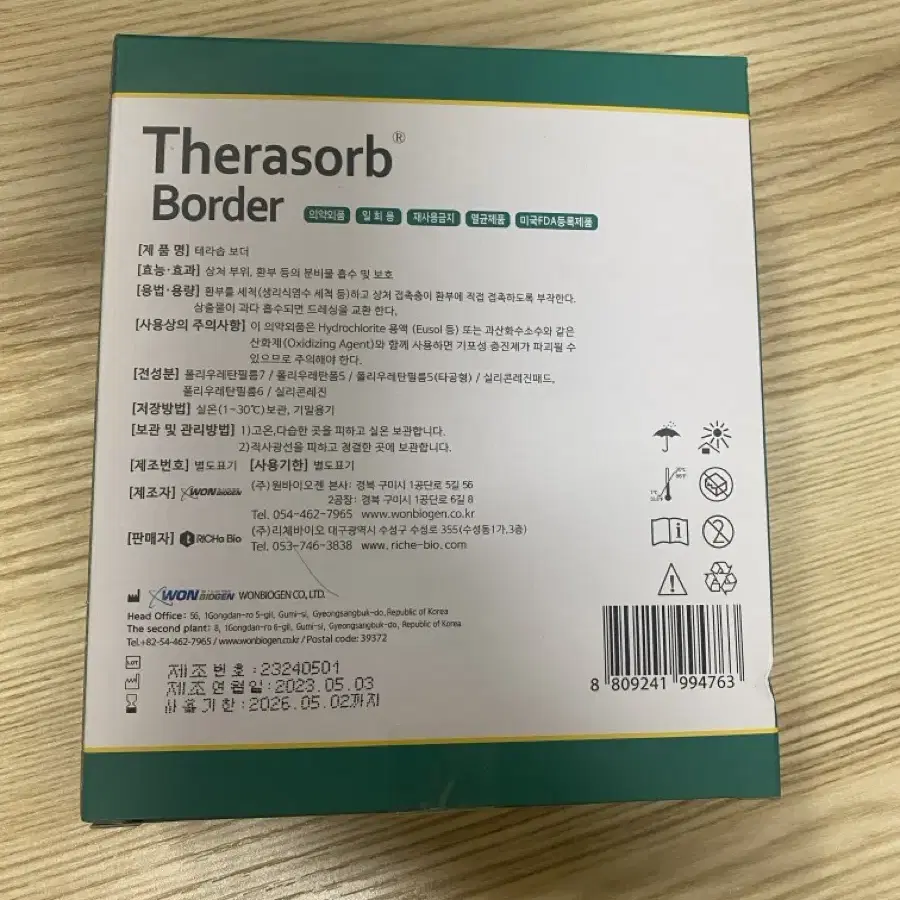 Therasorb®
Border 의약외품 일회용 재사용금지 멸균제품 미국FDA등록제품
[제 품 명] 테라솝 보더
[효능·효과] 상처 부위, 환부 등의 분비물 흡수 및 보호
[용법·용량] 환부를 세척(생리식염수 세척 등)하고 상처 접촉층이 환부에 직접 접촉하도록 부착한다.
삼출물이 과다 흡수되면 드레싱을 교환 한다.
[사용상의 주의사항] 이 의약외품은 Hydrochlorite 용액 (Eusol 등) 또는 과산화수소수와 같은
산화제(Oxidizing Agent)와 함께 사용하면 기포성 증진제가 파괴될 수
있으므로 주의해야 한다.
[전성분] 폴리우레탄필름7 / 폴리우레탄폼5 / 폴리우레탄필름5(타공형) / 실리콘레진패드,
폴리우레탄필름6 / 실리콘레진
[저장방법] 실온(1~30℃)보관, 기밀용기
[보관 및 관리방법] 1)고온,다습한 곳을 피하고 실온 보관합니다.
2)직사광선을 피하고 경결한 곳에 보관합니다.
[제조번호] 별도표기 [사용기한] 별도표기
[제조자] WON BIOGEN (주)원바이오젠 본사: 경북 구미시 1공단로 5길 56
2공장: 경북 구미시 1공단로 6길 8
Tel. 054-462-7965 www.wonbiogen.co.kr
[판매자] RICHe Bio (주)리체바이오 대구광역시 수성구 수성로 355(수성동1가,3층)
Tel. 053-746-3838 www.riche-bio.com
WON BIOGEN WONBIOGEN CO., LTD.
Head Office: 56, 1Gongdan-ro 5-gil, Gumi-si, Gyeongsangbuk-do, Republic of Korea
The second plant: 8, 1Gongdan-ro 6-gil, Gumi-si, Gyeongsangbuk-do, Republic of Korea
Tel.+82-54-462-7965 / www.wonbiogen.co.kr / Postal code: 39372
LOT 제조번호:23240501
제조연월일:2023.05.03
사용기한:2026.05.02까지
8 809241 994763